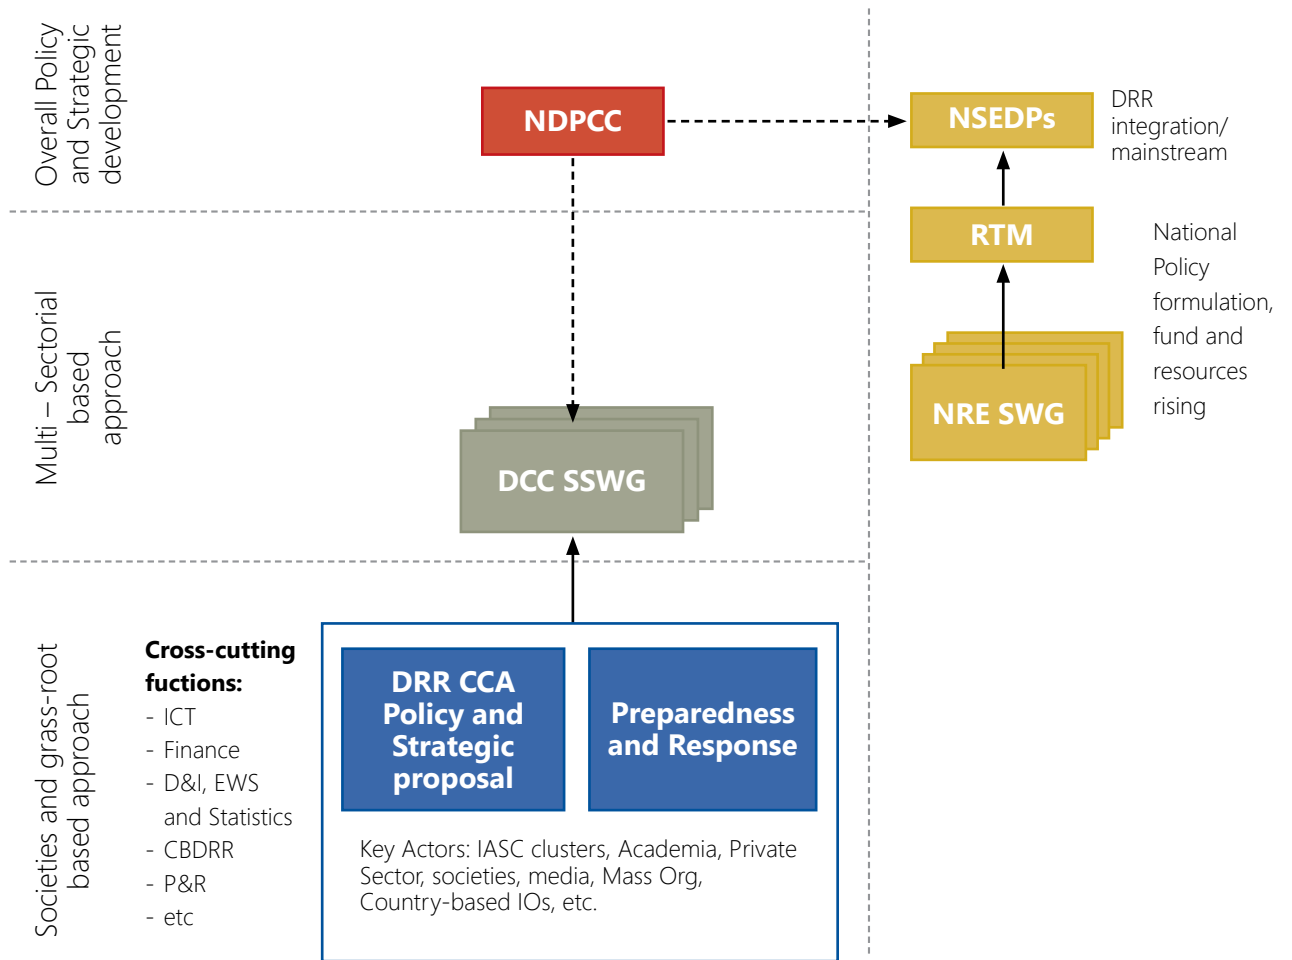 Overall Policy
and Strategic
development
NDPCC
NSEDPs
DRR
integration/
mainstream
RTM
National
Policy
formulation,
fund and
resources
rising
NRE SWG
Multi – Sectorial
based
approach
DCC SSWG
Societies and grass-root
based approach
Cross-cutting
fuctions:
- ICT
- Finance
- D&I, EWS
and Statistics
- CBDRR
- P&R
- etc
DRR CCA
Policy and
Strategic
proposal
Preparedness
and Response
Key Actors: IASC clusters, Academia, Private
Sector, societies, media, Mass Org,
Country-based IOs, etc.